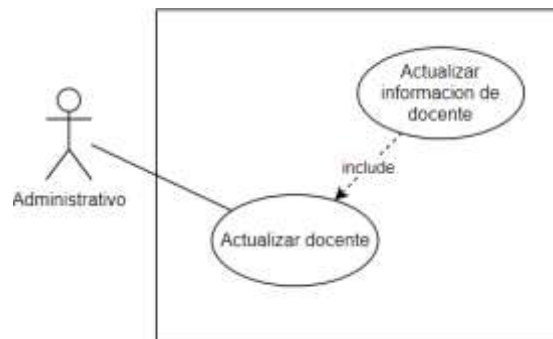 Actualizar
informacion de
docente
include
Administrativo
Actualizar docente